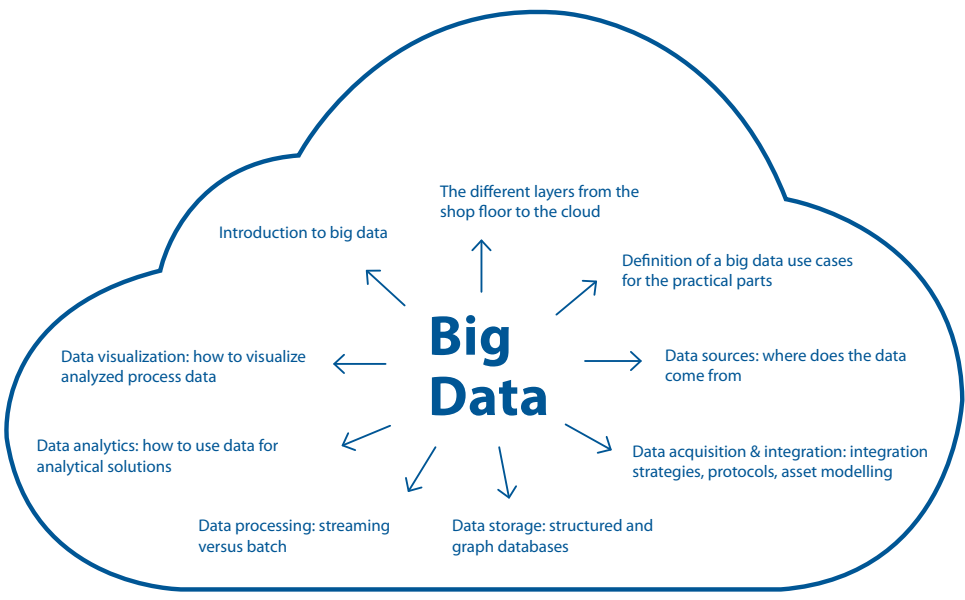 The different layers from the
shop floor to the cloud
Introduction to big data
Definition of a big data use cases
for the practical parts
Big
Data
Data visualization: how to visualize
analyzed process data
Data sources: where does the data
come from
Data analytics: how to use data for
analytical solutions
Data acquisition & integration: integration
strategies, protocols, asset modelling
Data processing: streaming
versus batch
Data storage: structured and
graph databases